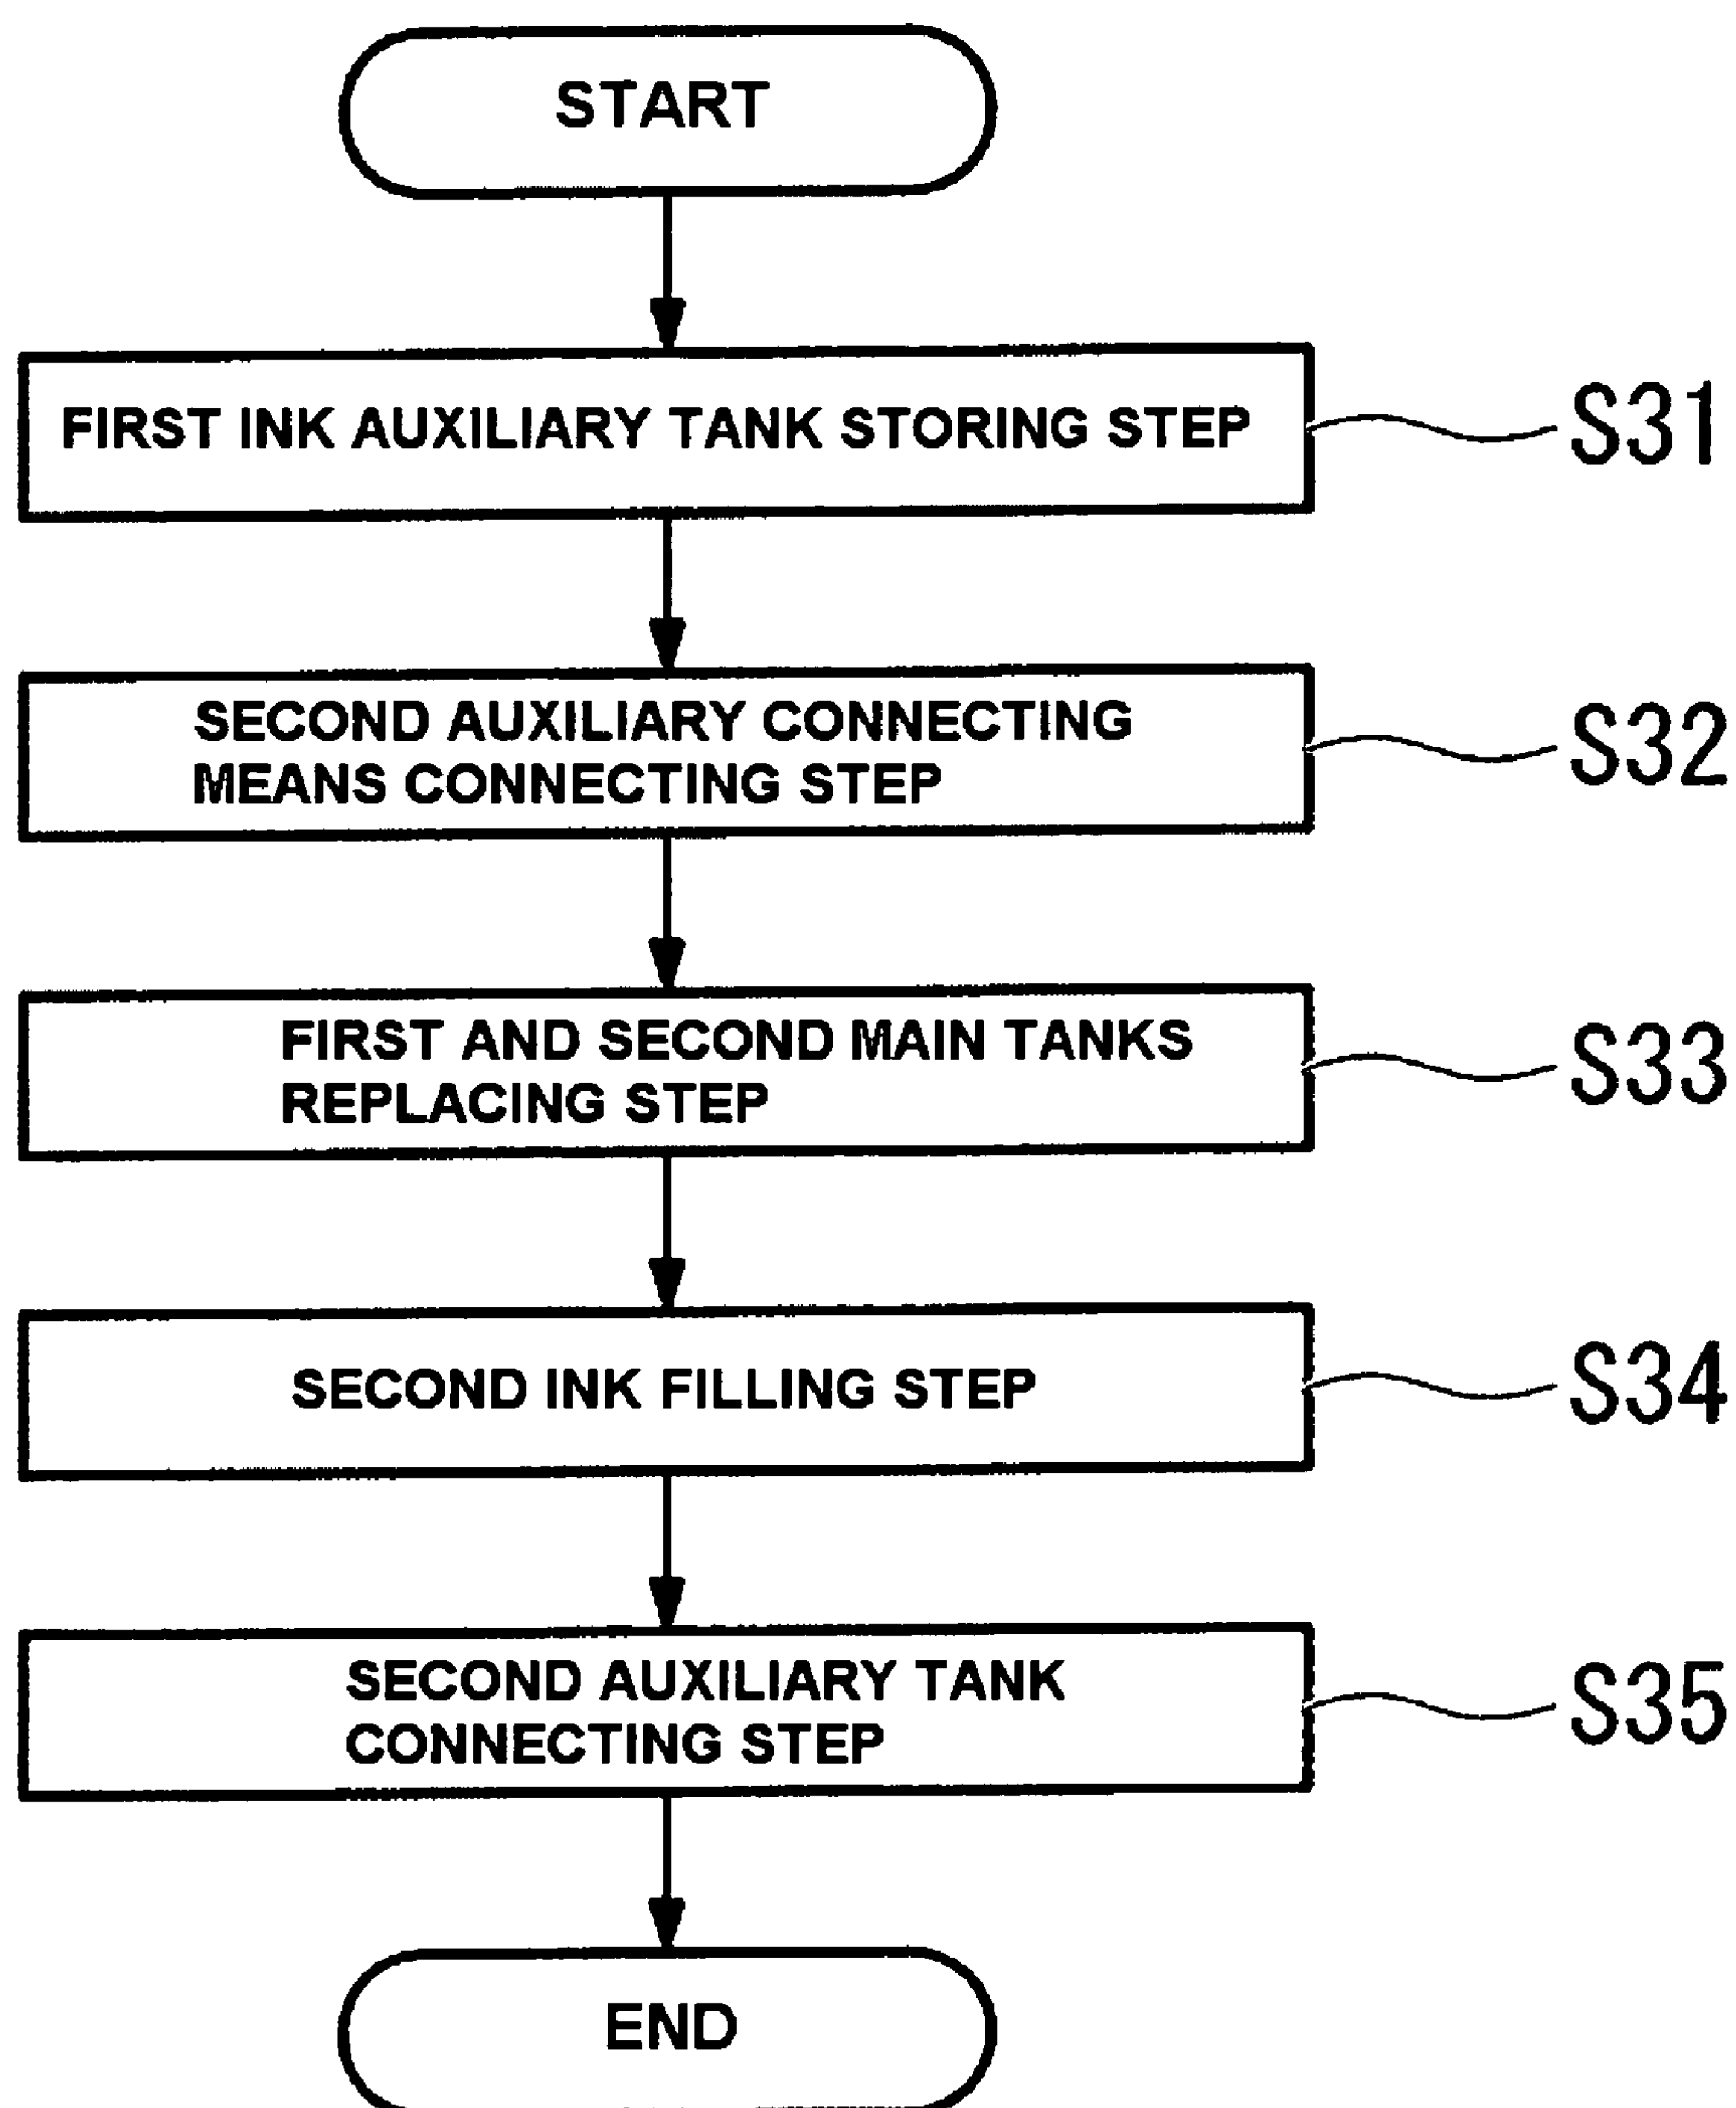 START
FIRST INK AUXILIARY TANK STORING STEP
S31
SECOND AUXILIARY CONNECTING
MEANS CONNECTING STEP
S32
FIRST AND SECOND MAIN TANKS
REPLACING STEP
S33
SECOND INK FILLING STEP
S34
SECOND AUXILIARY TANK
CONNECTING STEP
S35
END